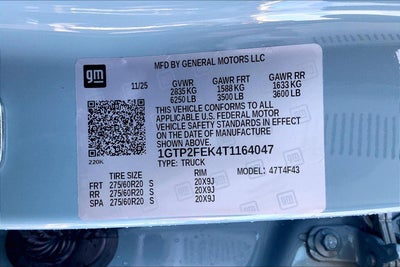 gm
MFD BY GENERAL MOTORS LLC
11/25 GVWR GAWR FRT GAWR RR
2835 KG 1588 KG 1633 KG
6250 LB 3500 LB 3600 LB
THIS VEHICLE CONFORMS TO ALL
APPLICABLE U.S. FEDERAL MOTOR
VEHICLE SAFETY STANDARDS IN EFFECT
ON THE DATE OF MANUFACTURE
SHOWN ABOVE.
220K 1GTP2FEK4T1164047
TYPE: TRUCK
TIRE SIZE RIM MODEL: 47T4F43
FRT 275/60R20 S 20X9J
RR 275/60R20 S 20X9J
SPA 275/60R20 S 20X9J